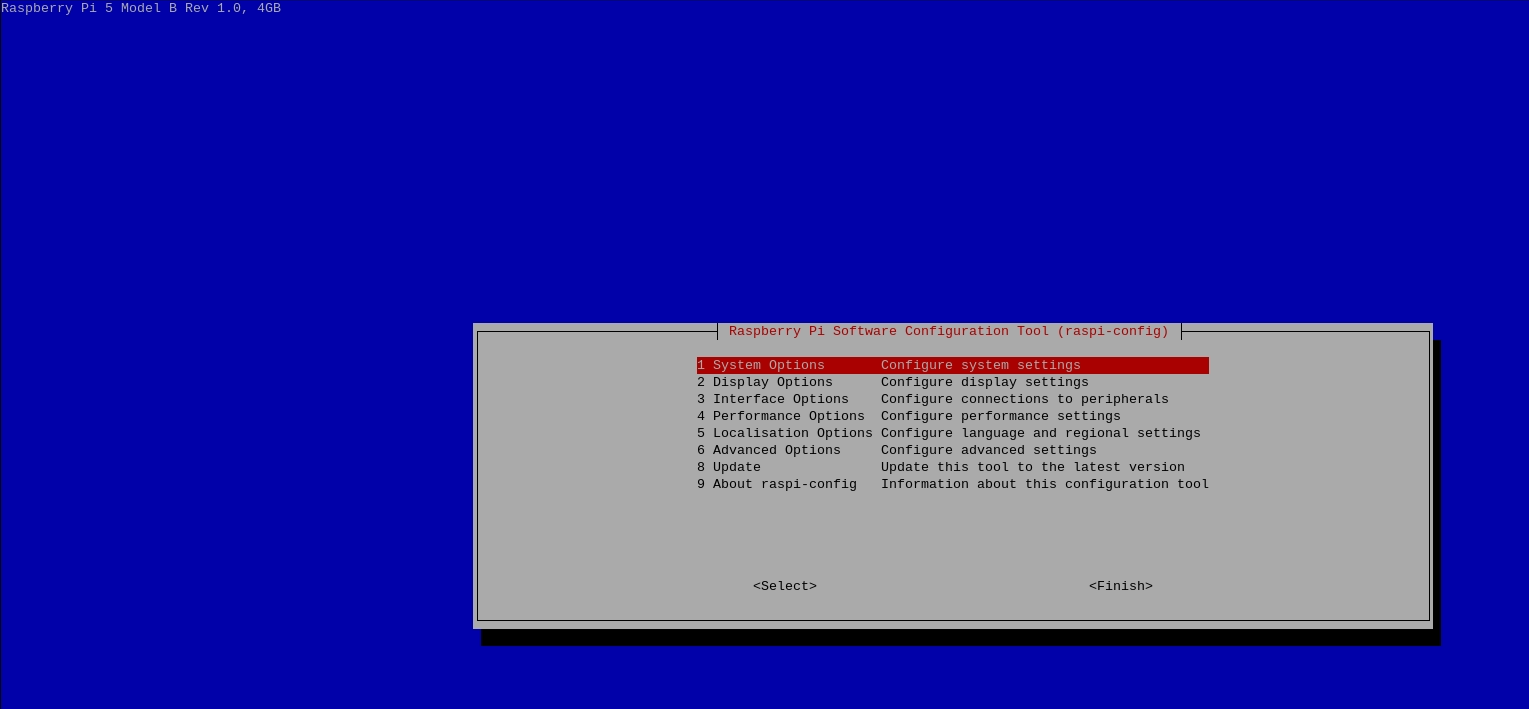 Raspberry Pi 5 Model B Rev 1.0, 4GB
Raspberry Pi Software Configuration Tool (raspi-config)
1 System Options Configure system settings
2 Display Options Configure display settings
3 Interface Options Configure connections to peripherals
4 Performance Options Configure performance settings
5 Localisation Options Configure language and regional settings
6 Advanced Options Configure advanced settings
8 Update Update this tool to the latest version
9 About raspi-config Information about this configuration tool
<Select> <Finish>